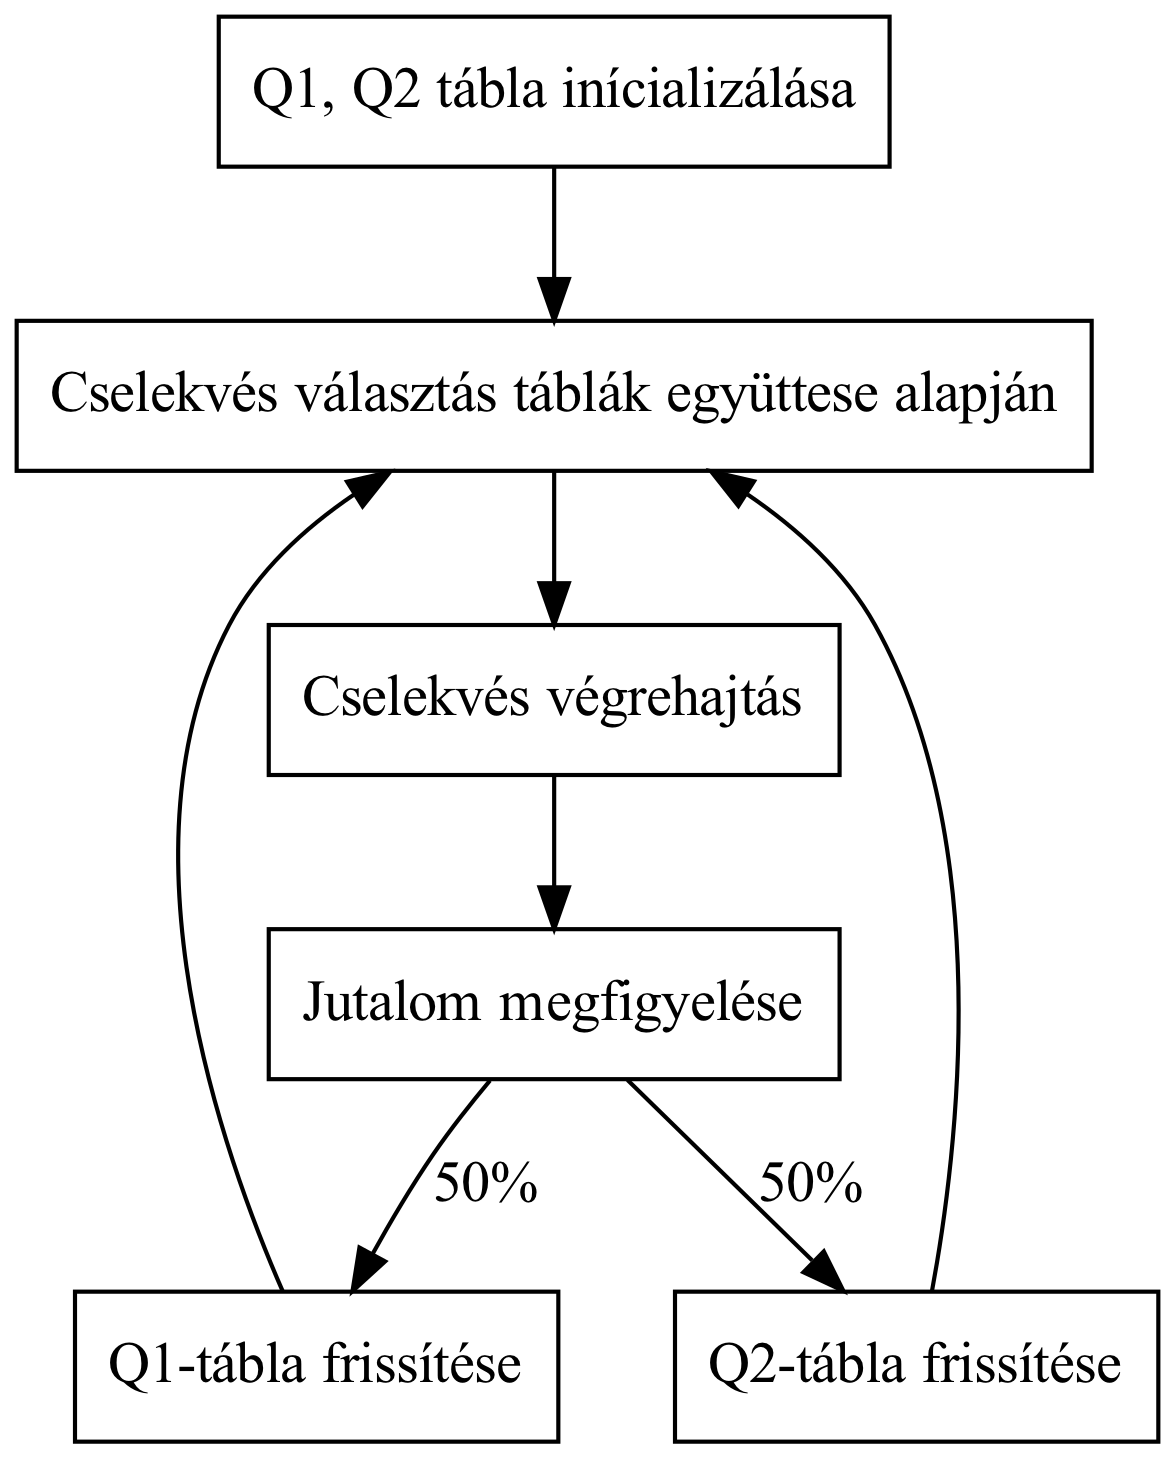 Q1, Q2 tábla inícializálása
Cselekvés választás táblák együttese alapján
Cselekvés végrehajtás
Jutalom megfigyelése
50%
50%
Q1-tábla frissítése
Q2-tábla frissítése